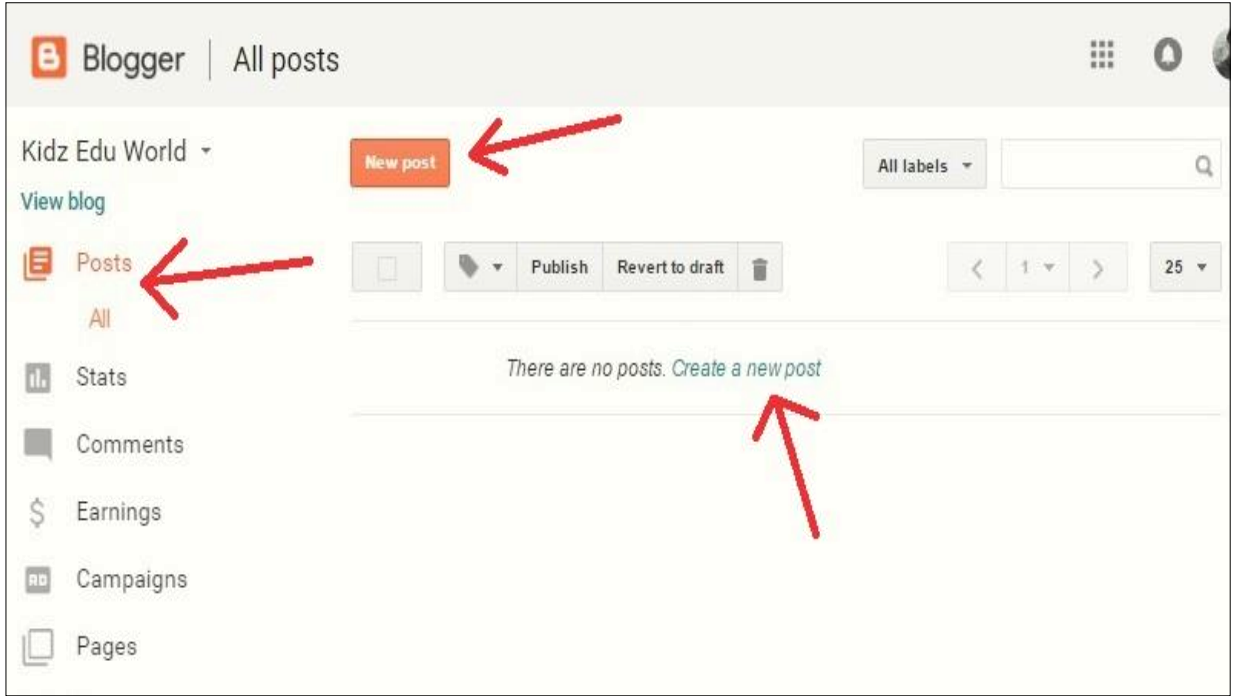 Blogger All posts
Kidz Edu World
View blog
New post
All labels
Posts
All
Publish Revert to draft
1
25
There are no posts. Create a new post
Stats
Comments
Earnings
AD Campaigns
Pages